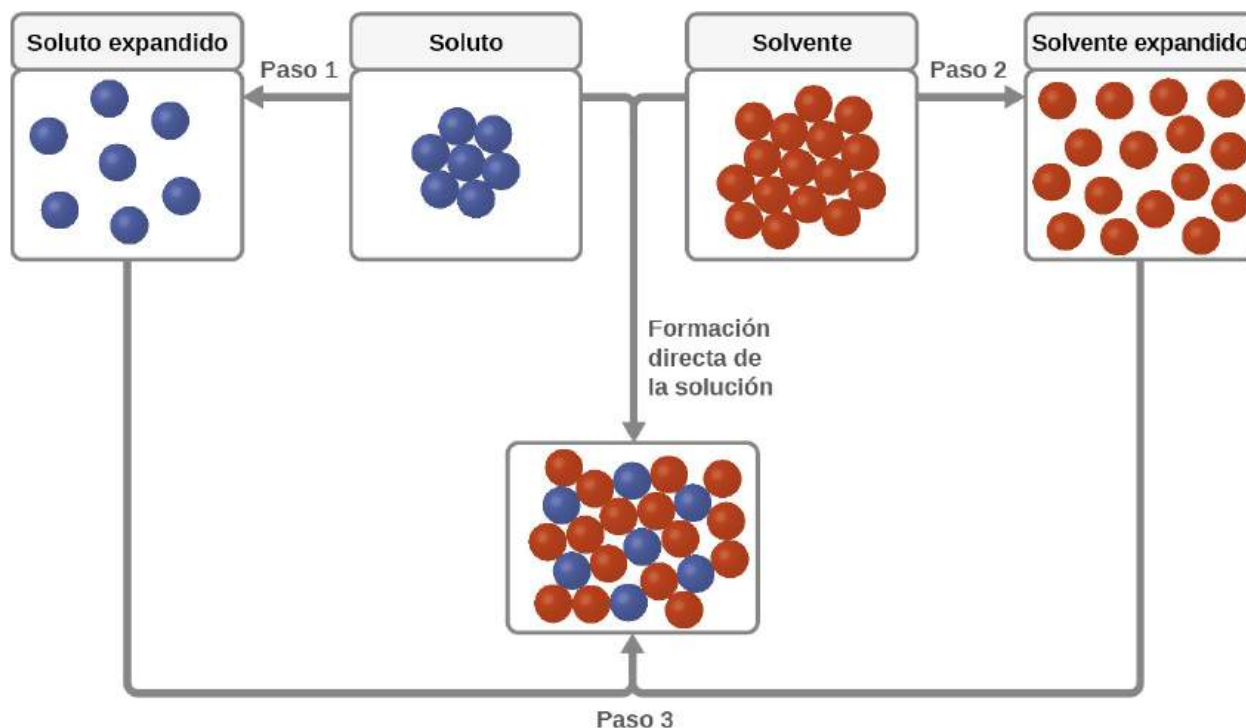 Soluto expandido
Soluto
Solvente
Solvente expandido
Paso 1
Paso 2
Formación
directa de
la solución
Paso 3